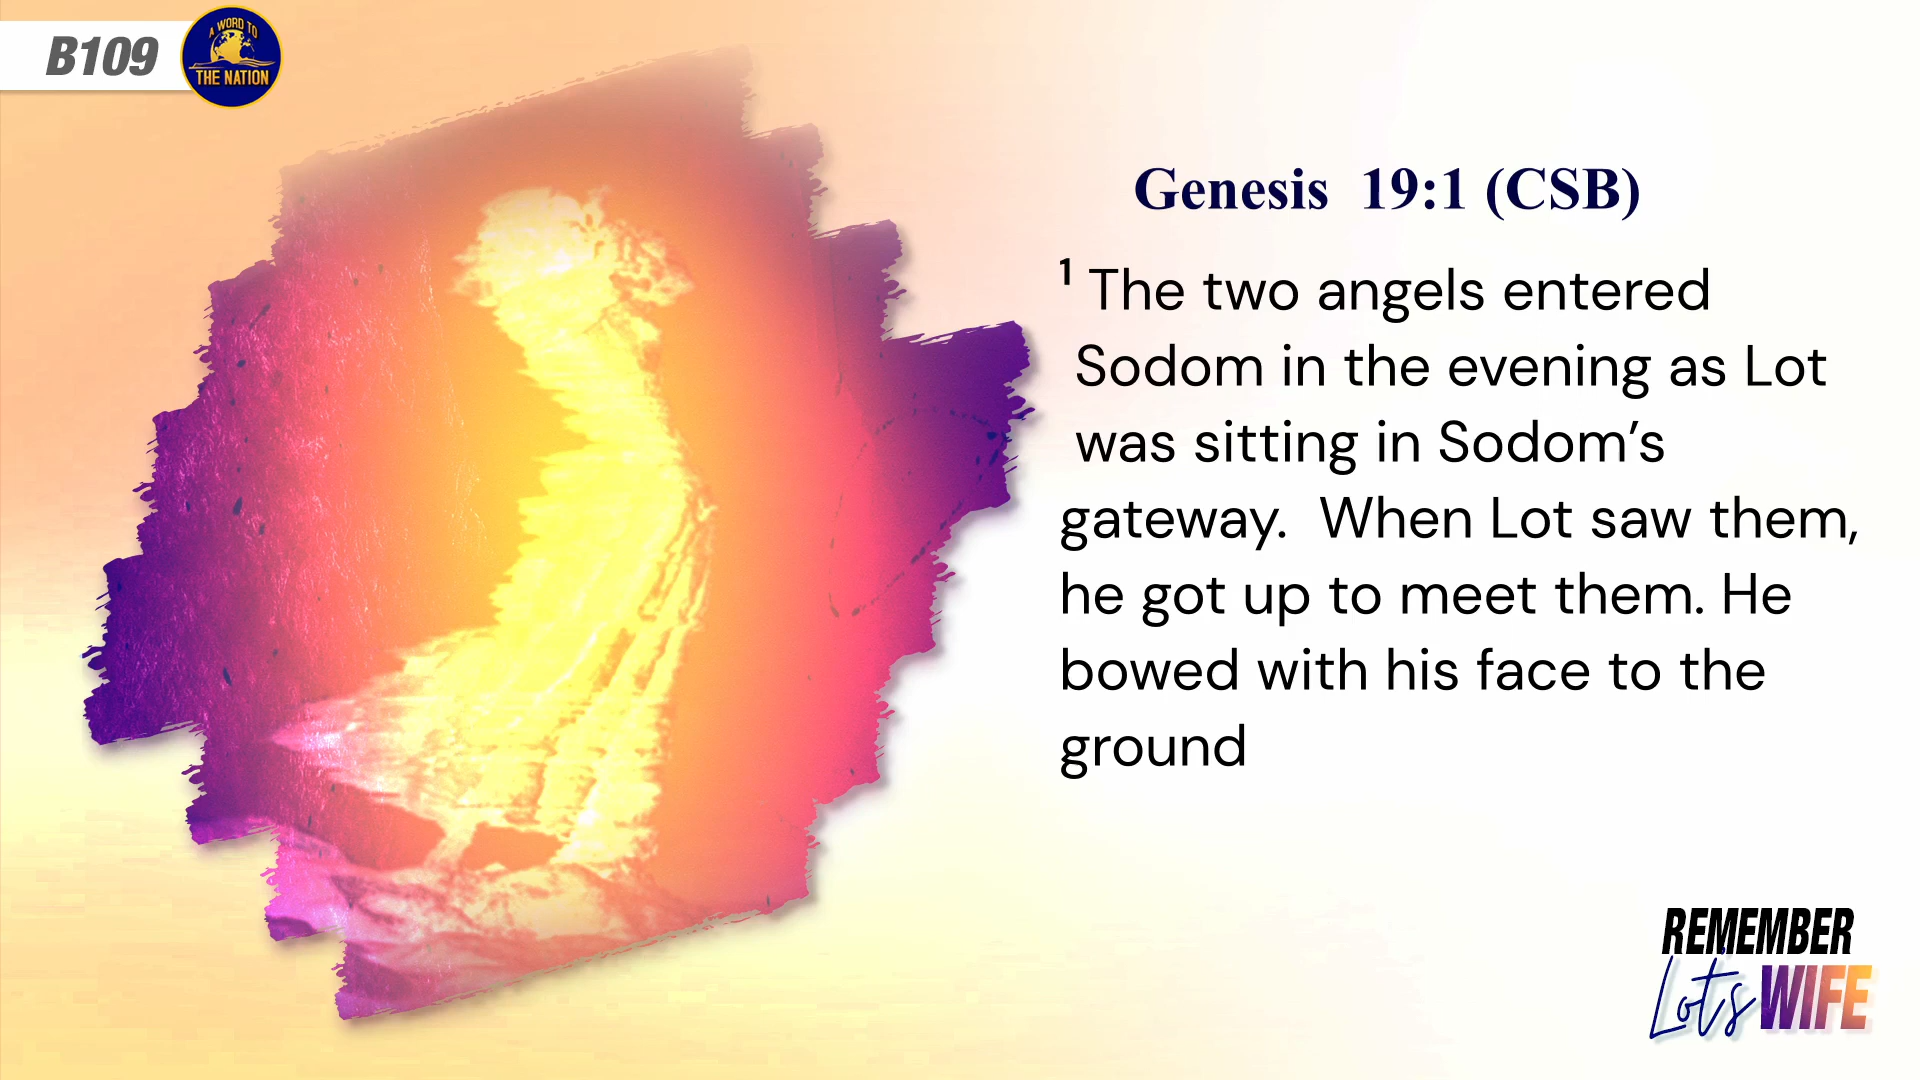 B109
A WORD TO
THE NATION
Genesis  19:1 (CSB)
¹ The two angels entered
Sodom in the evening as Lot
was sitting in Sodom’s
gateway.  When Lot saw them,
he got up to meet them. He
bowed with his face to the
ground
REMEMBER
Lot's WIFE